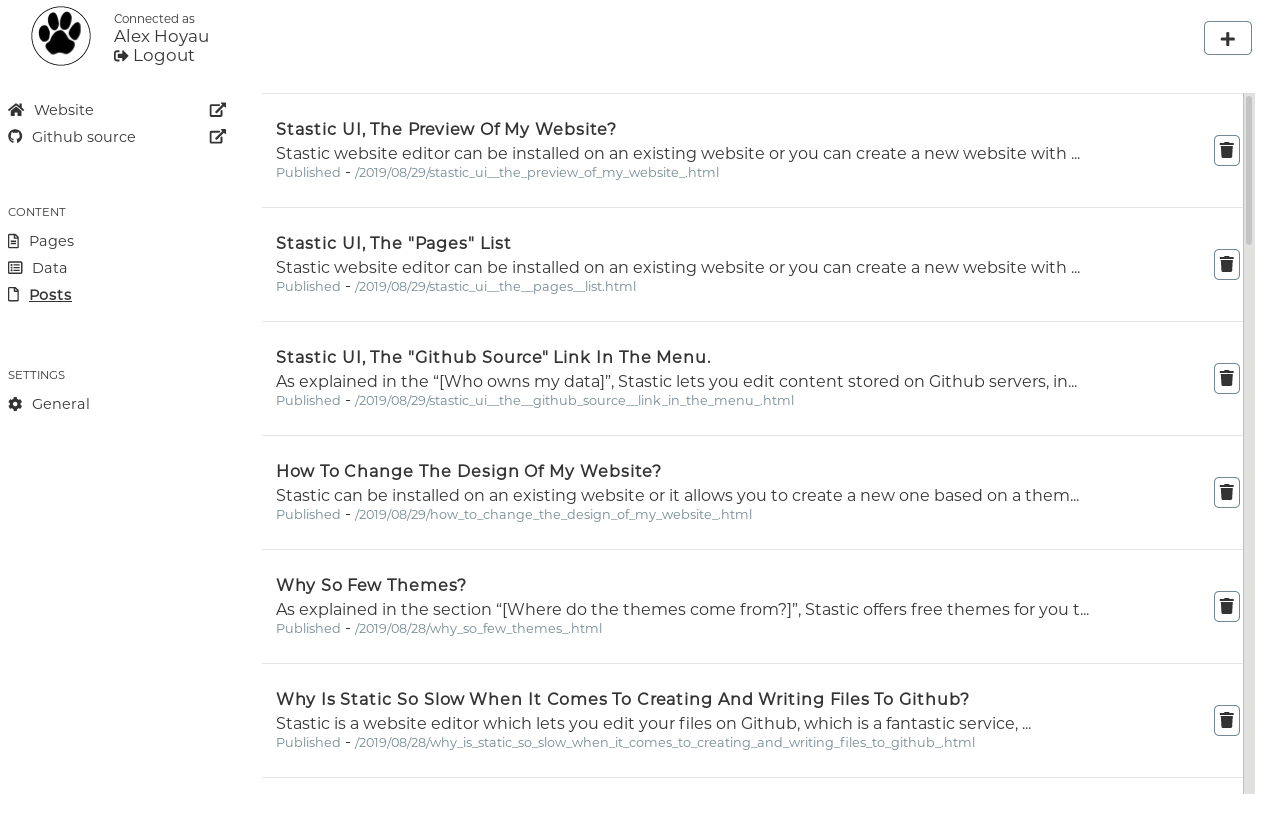 Connected as
Alex Hoyau
Logout
Website
Github source
CONTENT
Pages
Data
Posts
SETTINGS
General
Stastic UI, The Preview Of My Website?
Stastic website editor can be installed on an existing website or you can create a new website with ...
Published - /2019/08/29/stastic_ui__the_preview_of_my_website_.html
Stastic UI, The "Pages" List
Stastic website editor can be installed on an existing website or you can create a new website with ...
Published - /2019/08/29/stastic_ui__the__pages__list.html
Stastic UI, The "Github Source" Link In The Menu.
As explained in the “[Who owns my data]”, Stastic lets you edit content stored on Github servers, in...
Published - /2019/08/29/stastic_ui__the__github_source__link_in_the_menu_.html
How To Change The Design Of My Website?
Stastic can be installed on an existing website or it allows you to create a new one based on a them...
Published - /2019/08/29/how_to_change_the_design_of_my_website_.html
Why So Few Themes?
As explained in the section “[Where do the themes come from?]”, Stastic offers free themes for you t...
Published - /2019/08/28/why_so_few_themes_.html
Why Is Static So Slow When It Comes To Creating And Writing Files To Github?
Stastic is a website editor which lets you edit your files on Github, which is a fantastic service, ...
Published - /2019/08/28/why_is_static_so_slow_when_it_comes_to_creating_and_writing_files_to_github_.html